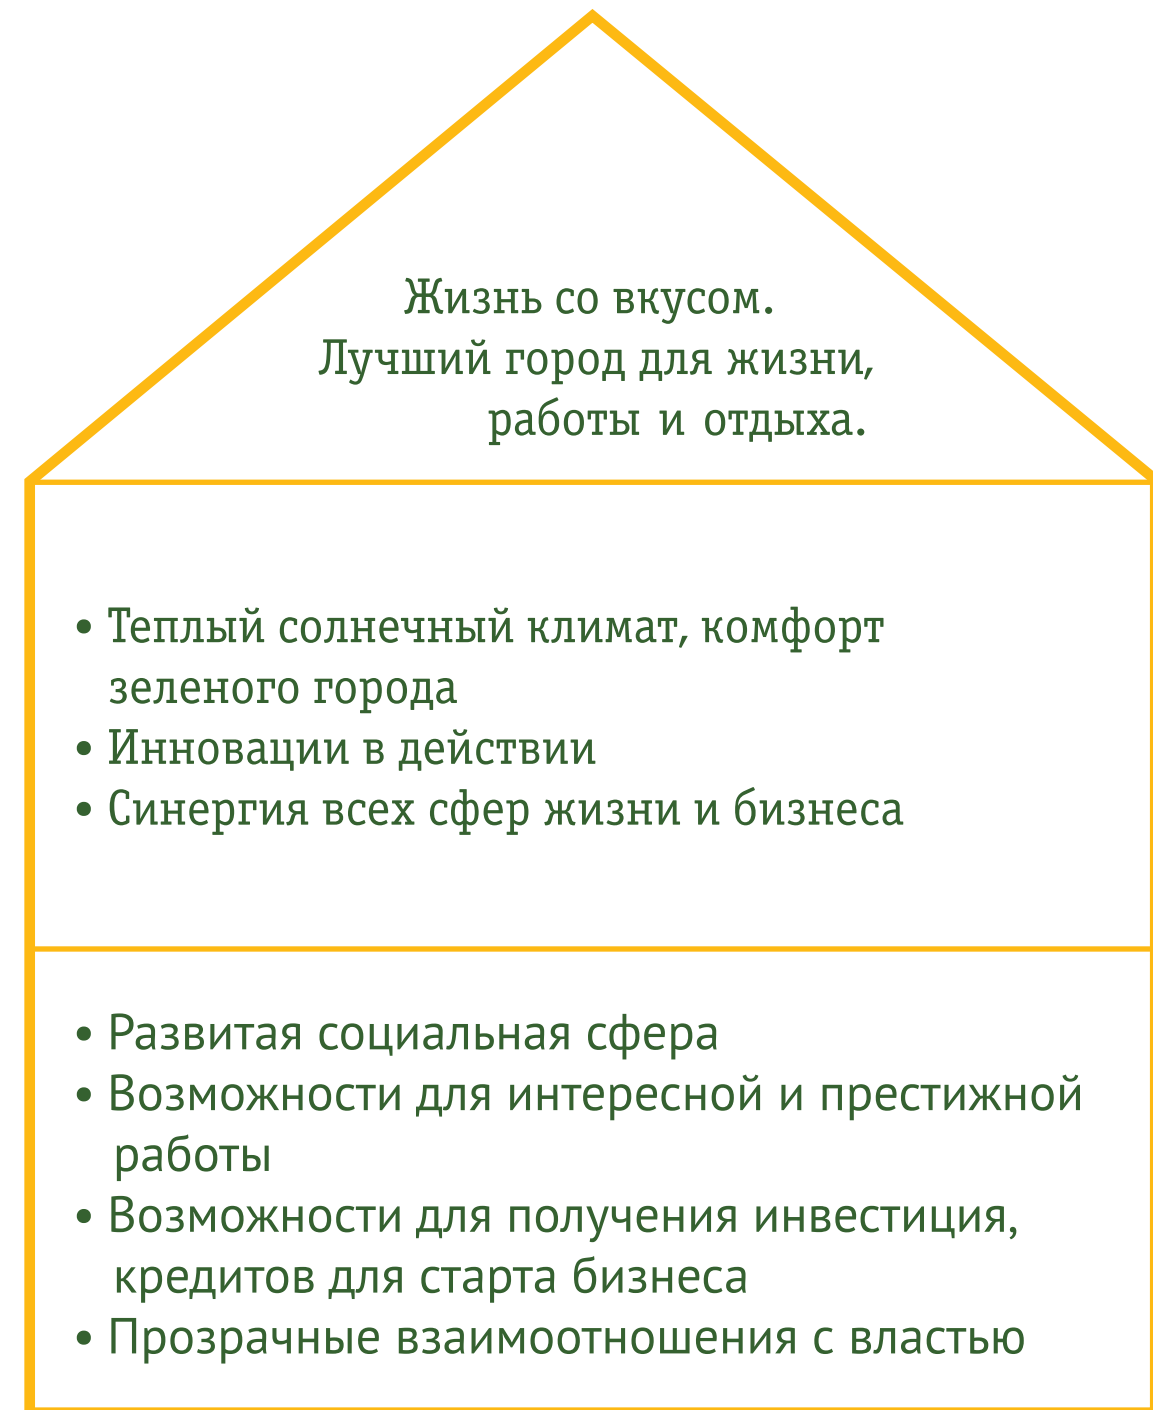 Жизнь со вкусом.
Лучший город для жизни,
работы и отдыха.
• Теплый солнечный климат, комфорт
зеленого города
• Инновации в действии
• Синергия всех сфер жизни и бизнеса
• Развитая социальная сфера
• Возможности для интересной и престижной
работы
• Возможности для получения инвестиция,
кредитов для старта бизнеса
• Прозрачные взаимоотношения с властью